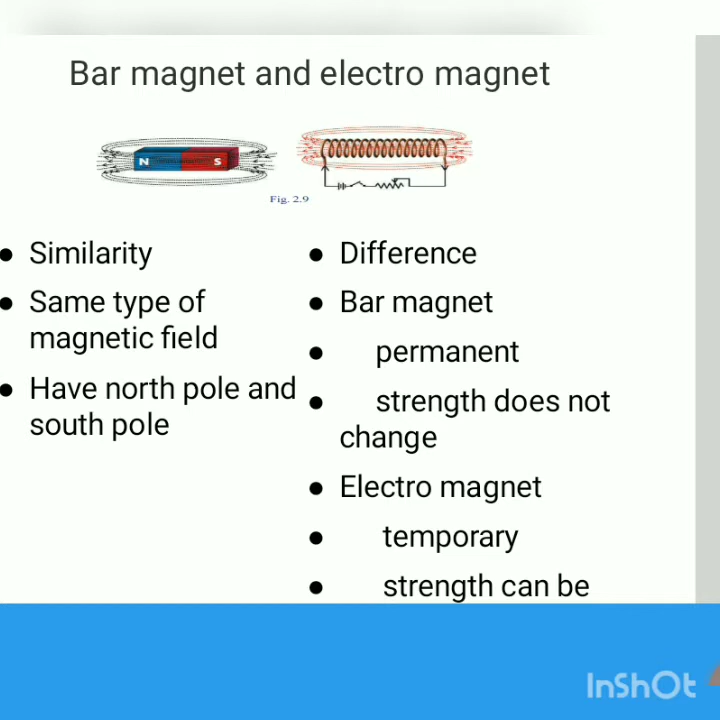 Bar magnet and electro magnet
N S
Fig. 2.9
● Similarity
● Same type of
magnetic field
● Have north pole and
south pole
● Difference
● Bar magnet
● permanent
● strength does not
change
● Electro magnet
● temporary
● strength can be
InShOt